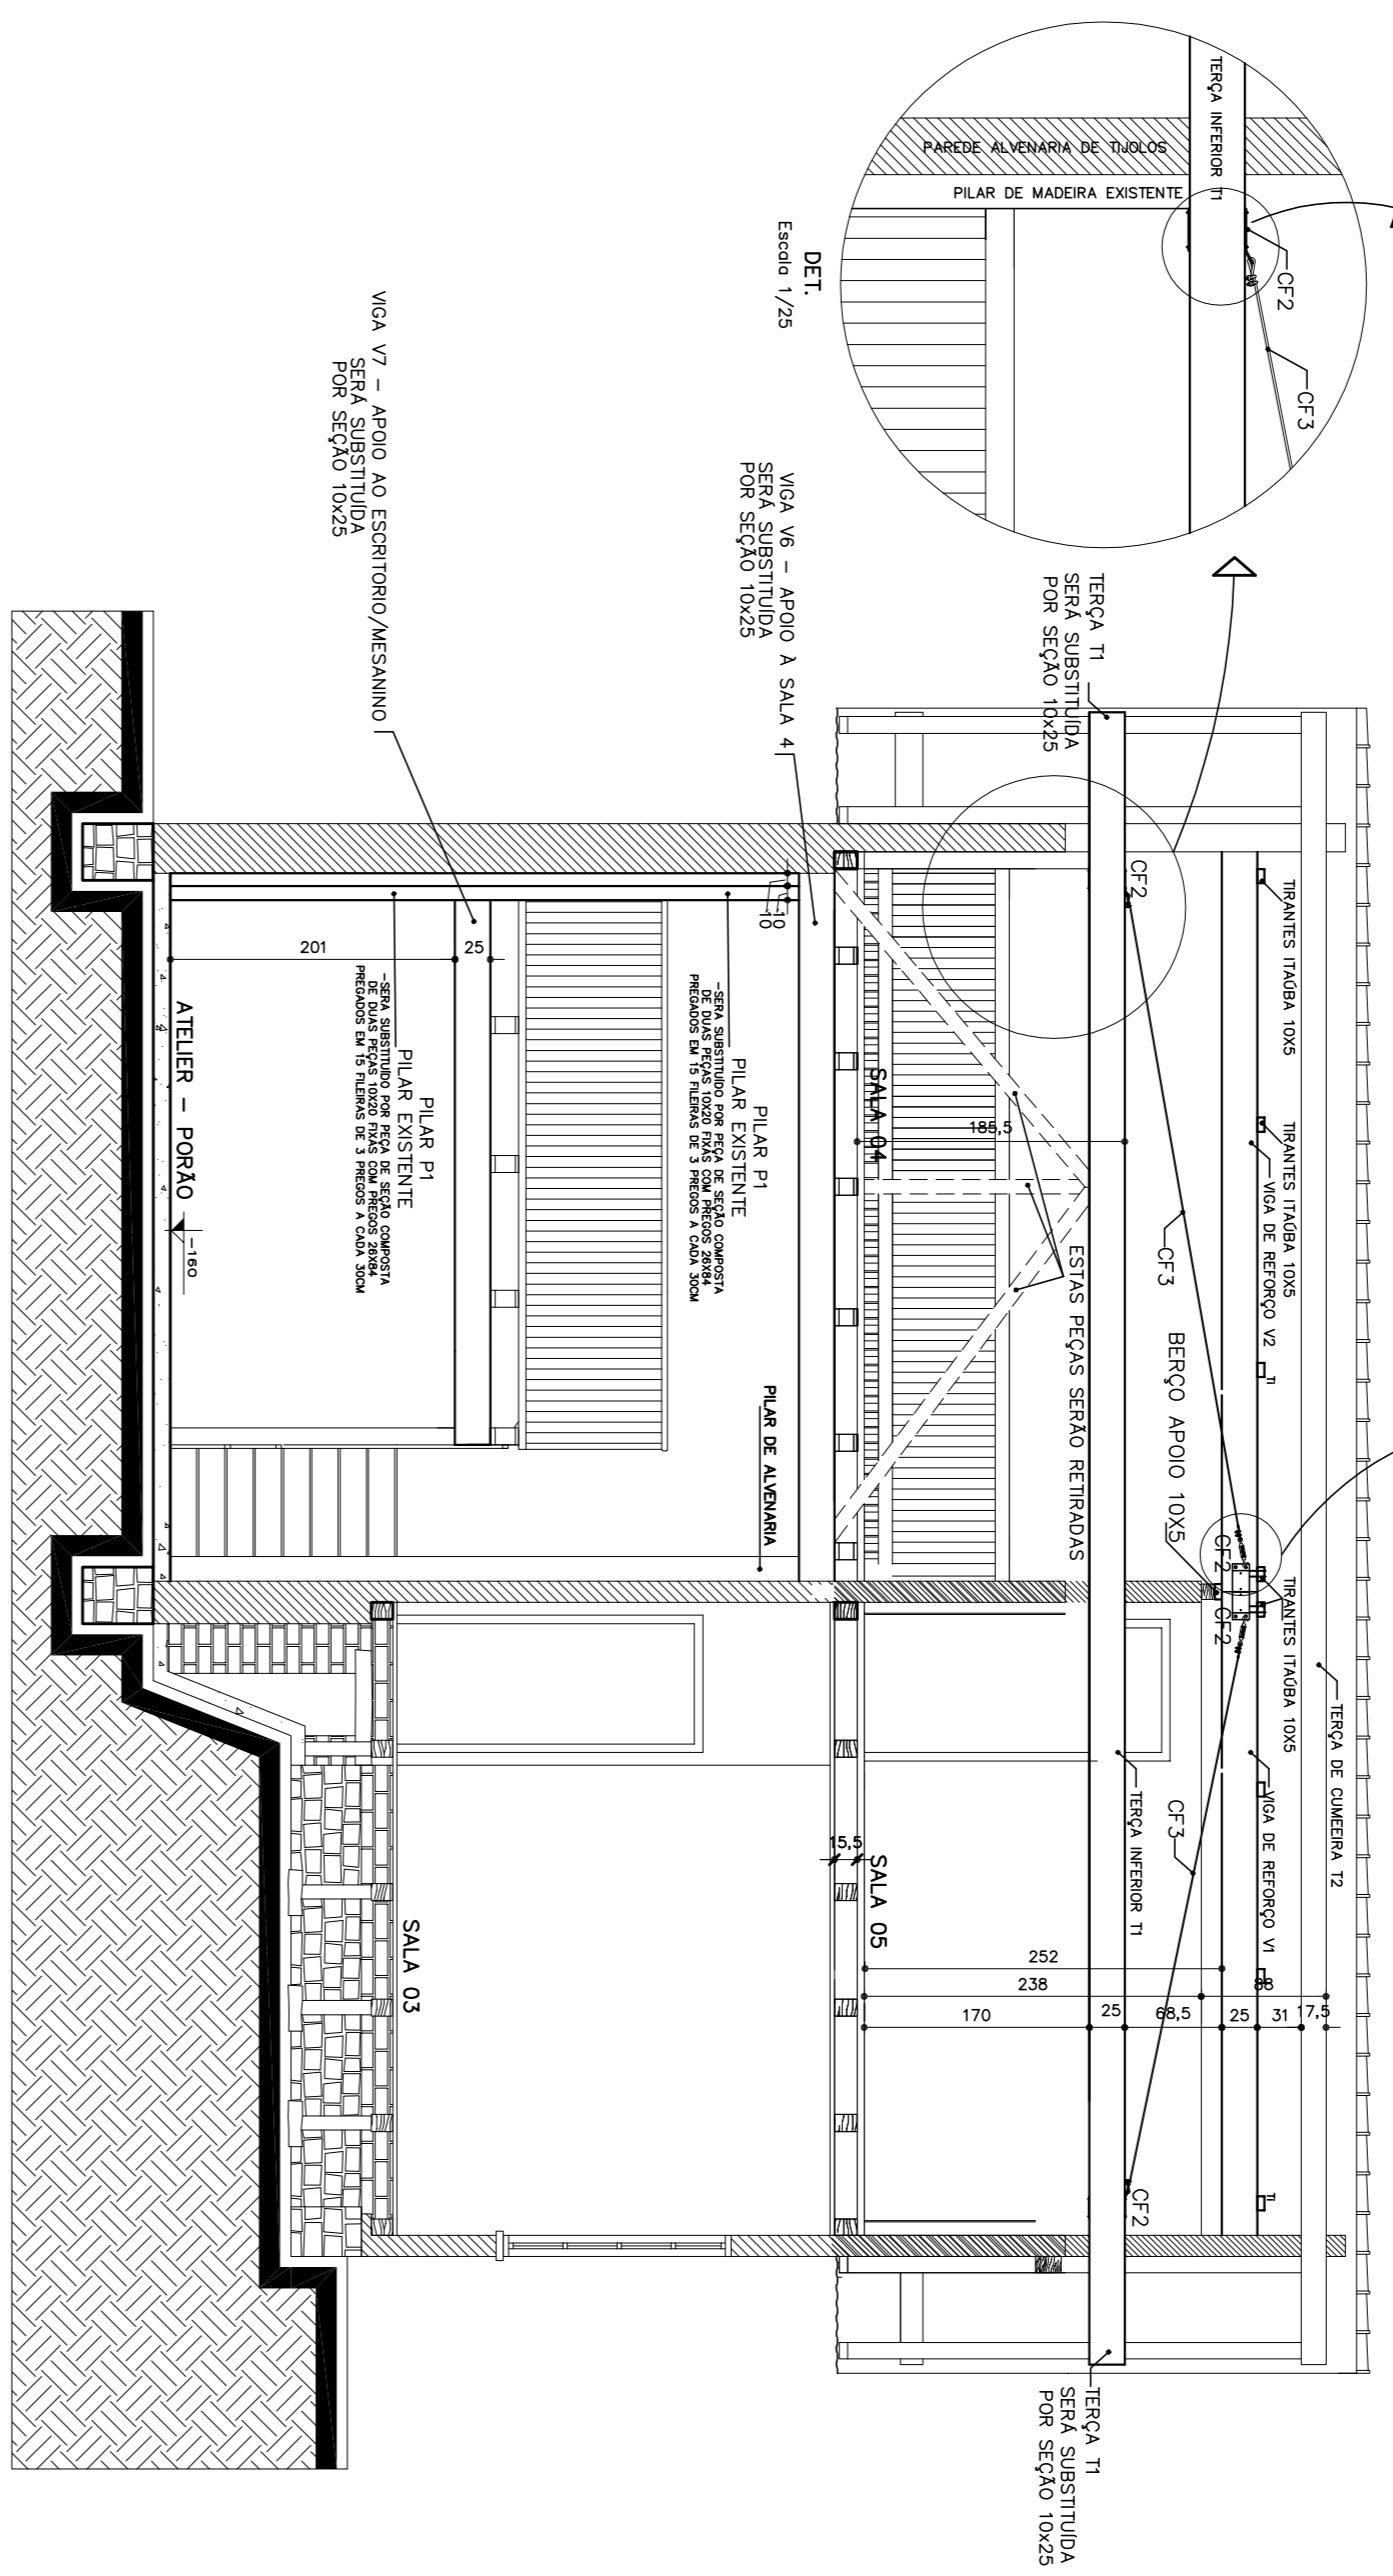 TERÇA INFERIOR T1
PAREDE ALVENARIA DE TIJOLOS
PILAR DE MADEIRA EXISTENTE
CF2
CF3
DET.
Escala 1/25
TERÇA T1
SERÁ SUBSTITUÍDA
POR SEÇÃO 10x25
VIGA V6 – APOIO À SALA 4
SERÁ SUBSTITUÍDA
POR SEÇÃO 10x25
VIGA V7 – APOIO AO ESCRITORIO/MESANINO
SERÁ SUBSTITUÍDA
POR SEÇÃO 10x25
TIRANTES ITAÚBA 10X5
TIRANTES ITAÚBA 10X5
VIGA DE REFORÇO V2
TI
TIRANTES ITAÚBA 10X5
TERÇA DE CUMEEIRA T2
VIGA DE REFORÇO V1
TI
CF2
CF3
BERÇO APOIO 10X5
CF2
CF2
CF3
TERÇA INFERIOR T1
CF2
ESTAS PEÇAS SERÃO RETIRADAS
185,5
SALA 04
SALA 05
15,5
252
238
88
170
25
68,5
25
31
17,5
TERÇA T1
SERÁ SUBSTITUÍDA
POR SEÇÃO 10x25
10
10
PILAR P1
PILAR EXISTENTE
-SERA SUBSTITUIDO POR PEÇA DE SEÇÃO COMPOSTA
DE DUAS PEÇAS 10X20 FIXAS COM PREGOS 26X84
PREGADOS EM 15 FILEIRAS DE 3 PREGOS A CADA 30CM
PILAR DE ALVENARIA
201
25
PILAR P1
PILAR EXISTENTE
-SERA SUBSTITUIDO POR PEÇA DE SEÇÃO COMPOSTA
DE DUAS PEÇAS 10X20 FIXAS COM PREGOS 26X84
PREGADOS EM 15 FILEIRAS DE 3 PREGOS A CADA 30CM
ATELIER – PORÃO
-160
SALA 03